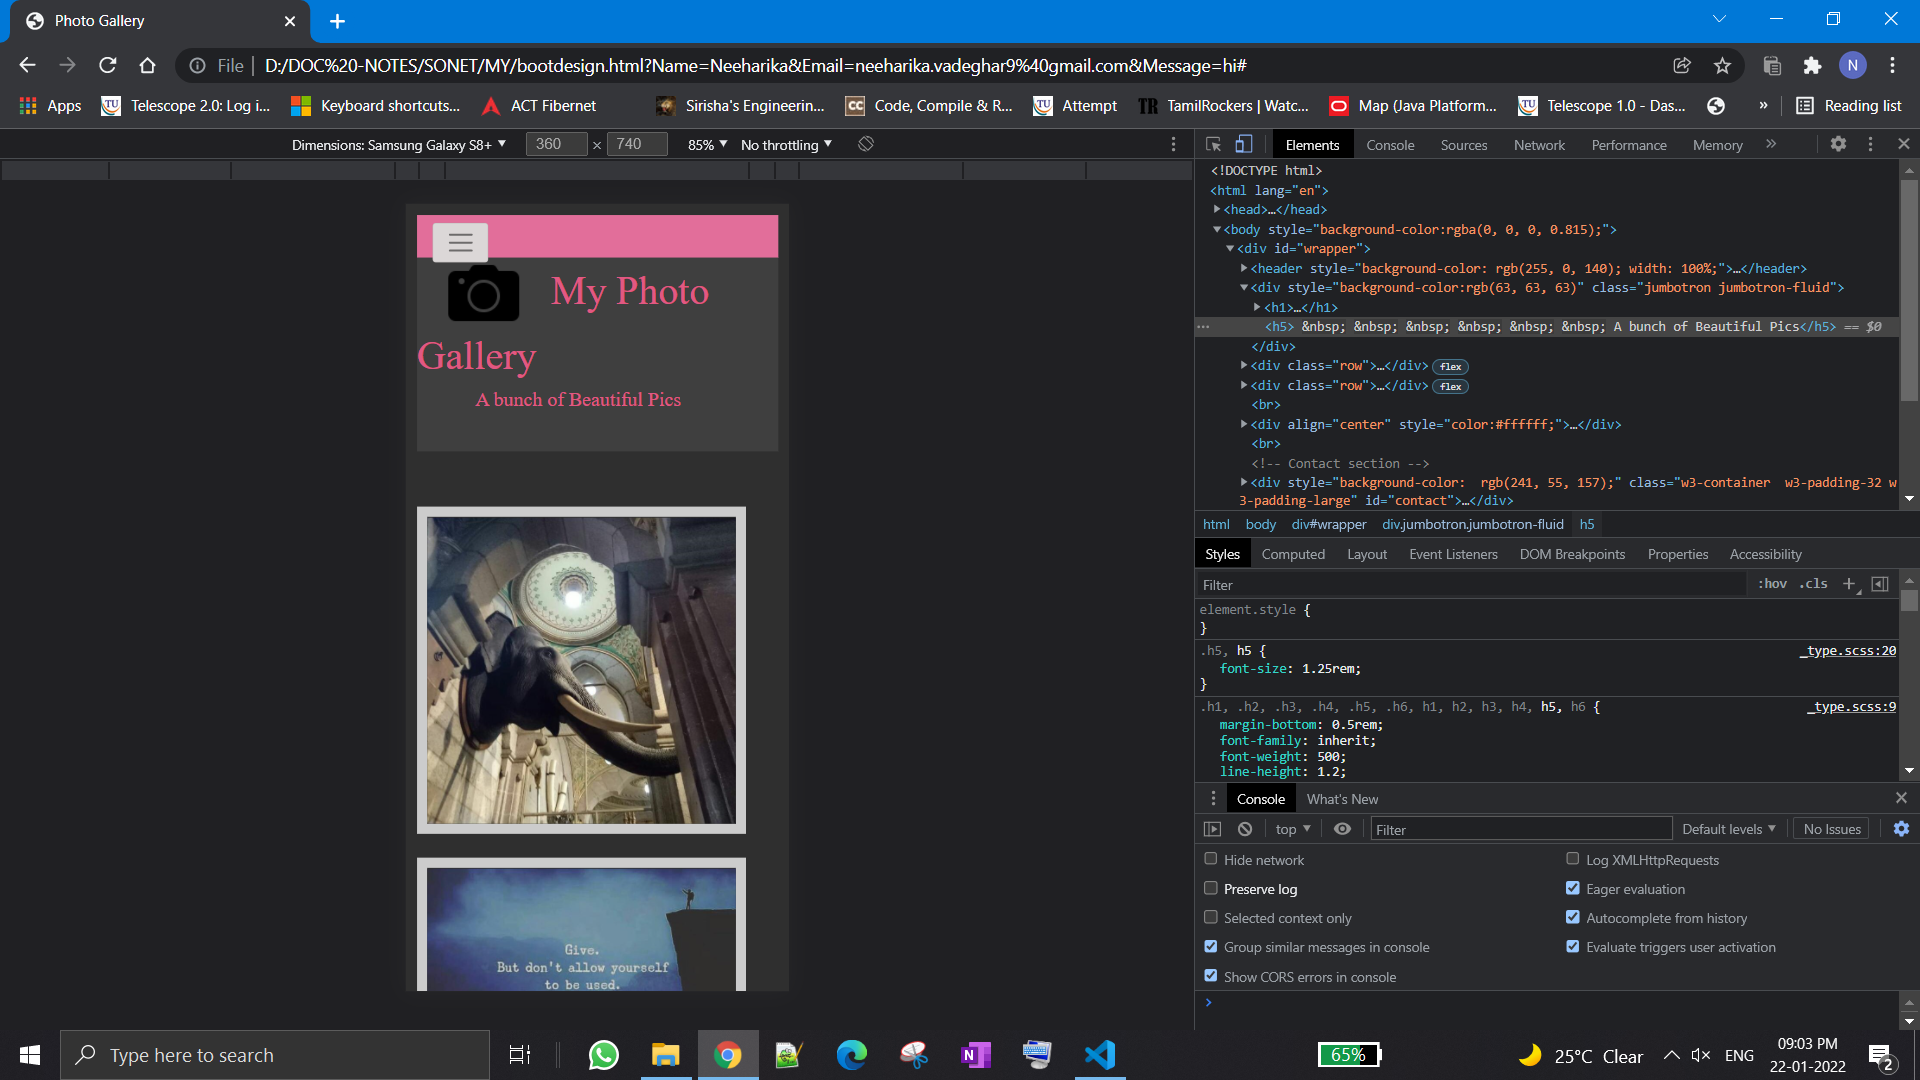 Photo Gallery
File
D:/DOC%20-NOTES/SONET/MY/bootdesign.html?Name=Neeharika&Email=neeharika.vadeghar9%40gmail.com&Message=hi#
N
Apps
TU
Telescope 2.0: Log i...
Keyboard shortcuts...
ACT Fibernet
Sirisha's Engineerin...
CC
Code, Compile & R...
TU
Attempt
TR
TamilRockers | Watc...
Map (Java Platform...
TU
Telescope 1.0 - Das...
»
Reading list
Dimensions: Samsung Galaxy S8+
360
×
740
85%
No throttling
My Photo
Gallery
A bunch of Beautiful Pics
Give.
But don't allow yourself
to be used.
Elements
Console
Sources
Network
Performance
Memory
»
<!DOCTYPE html>
<html lang="en">
<head>…</head>
<body style="background-color:rgba(0, 0, 0, 0.815);">
<div id="wrapper">
<header style="background-color: rgb(255, 0, 140); width: 100%;">…</header>
<div style="background-color:rgb(63, 63, 63)" class="jumbotron jumbotron-fluid">
<h1>…</h1>
<h5> &nbsp; &nbsp; &nbsp; &nbsp; &nbsp; &nbsp; A bunch of Beautiful Pics</h5> == $0
</div>
<div class="row">…</div> flex
<div class="row">…</div> flex
<br>
<div align="center" style="color:#ffffff;">…</div>
<br>
<!-- Contact section -->
<div style="background-color:  rgb(241, 55, 157);" class="w3-container  w3-padding-32 w
3-padding-large" id="contact">…</div>
html
body
div#wrapper
div.jumbotron.jumbotron-fluid
h5
Styles
Computed
Layout
Event Listeners
DOM Breakpoints
Properties
Accessibility
Filter
:hov
.cls
element.style {
}
.h5, h5 {
_type.scss:20
font-size: 1.25rem;
}
.h1, .h2, .h3, .h4, .h5, .h6, h1, h2, h3, h4, h5, h6 {
_type.scss:9
margin-bottom: 0.5rem;
font-family: inherit;
font-weight: 500;
line-height: 1.2;
Console
What's New
top
Filter
Default levels
No Issues
Hide network
Log XMLHttpRequests
Preserve log
Eager evaluation
Selected context only
Autocomplete from history
Group similar messages in console
Evaluate triggers user activation
Show CORS errors in console
Type here to search
N
65%
25°C Clear
ENG
09:03 PM
22-01-2022
2